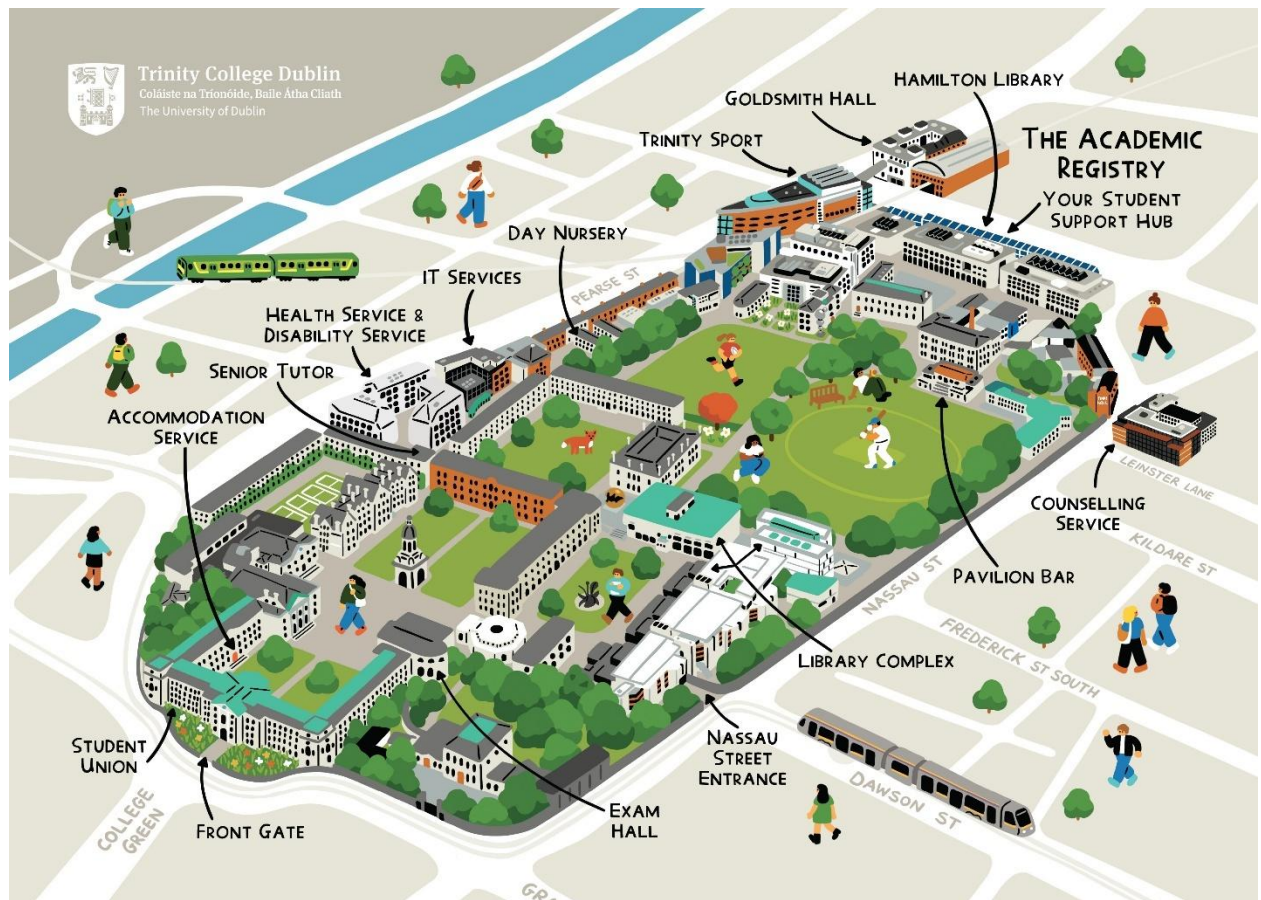 Trinity College Dublin
Coláiste na Tríonóide, Baile Átha Cliath
The University of Dublin
HAMILTON LIBRARY
GOLDSMITH HALL
TRINITY SPORT
THE ACADEMIC
REGISTRY
YOUR STUDENT
SUPPORT HUB
DAY NURSERY
PEARSE ST
IT SERVICES
HEALTH SERVICE &
DISABILITY SERVICE
SENIOR TUTOR
ACCOMMODATION
SERVICE
LEINSTER LANE
COUNSELLING
SERVICE
KILDARE ST
PAVILION BAR
NASSAU ST
FREDERICK ST SOUTH
LIBRARY COMPLEX
NASSAU
STREET
ENTRANCE
DAWSON ST
STUDENT
UNION
FRONT GATE
EXAM
HALL
COLLEGE
GREEN